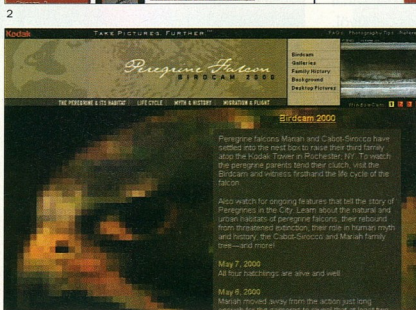 2
Kodak
TAKE PICTURES. FURTHER.™
Peregrine Falcon
BIRDCAM 2000
Birdcam
Galleries
Family History
Background
Desktop Pictures
THE PEREGRINE & ITS HABITAT | LIFE CYCLE | MYTH & HISTORY | MIGRATION & FLIGHT
WindowCam 1 2 3
Birdcam 2000
Peregrine falcons Mariah and Cabot-Sirocco have
settled into the nest box to raise their third family
atop the Kodak Tower in Rochester, NY. To watch
the peregrine parents tend their clutch, visit the
Birdcam and witness firsthand the life cycle of the
falcon.
Also watch for ongoing features that tell the story of
Peregrines in the City. Learn about the natural and
urban habitats of peregrine falcons, their rebound
from threatened extinction, their role in human myth
and history, the Cabot-Sirocco and Mariah family
tree—and more!
May 7, 2000
All four hatchlings are alive and well.
May 6, 2000
Mariah moved away from the action just long